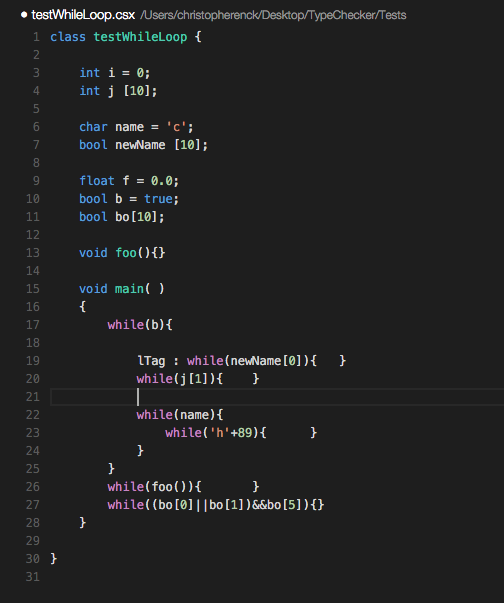 ● testWhileLoop.csx /Users/christopherenck/Desktop/TypeChecker/Tests
1 class testWhileLoop {
2
3     int i = 0;
4     int j [10];
5
6     char name = 'c';
7     bool newName [10];
8
9     float f = 0.0;
10     bool b = true;
11     bool bo[10];
12
13     void foo(){}
14
15     void main( )
16     {
17         while(b){
18
19             lTag : while(newName[0]){   }
20             while(j[1]){    }
21
22             while(name){
23                 while('h'+89){      }
24             }
25         }
26         while(foo()){       }
27         while((bo[0]||bo[1])&&bo[5]){}
28     }
29
30 }
31